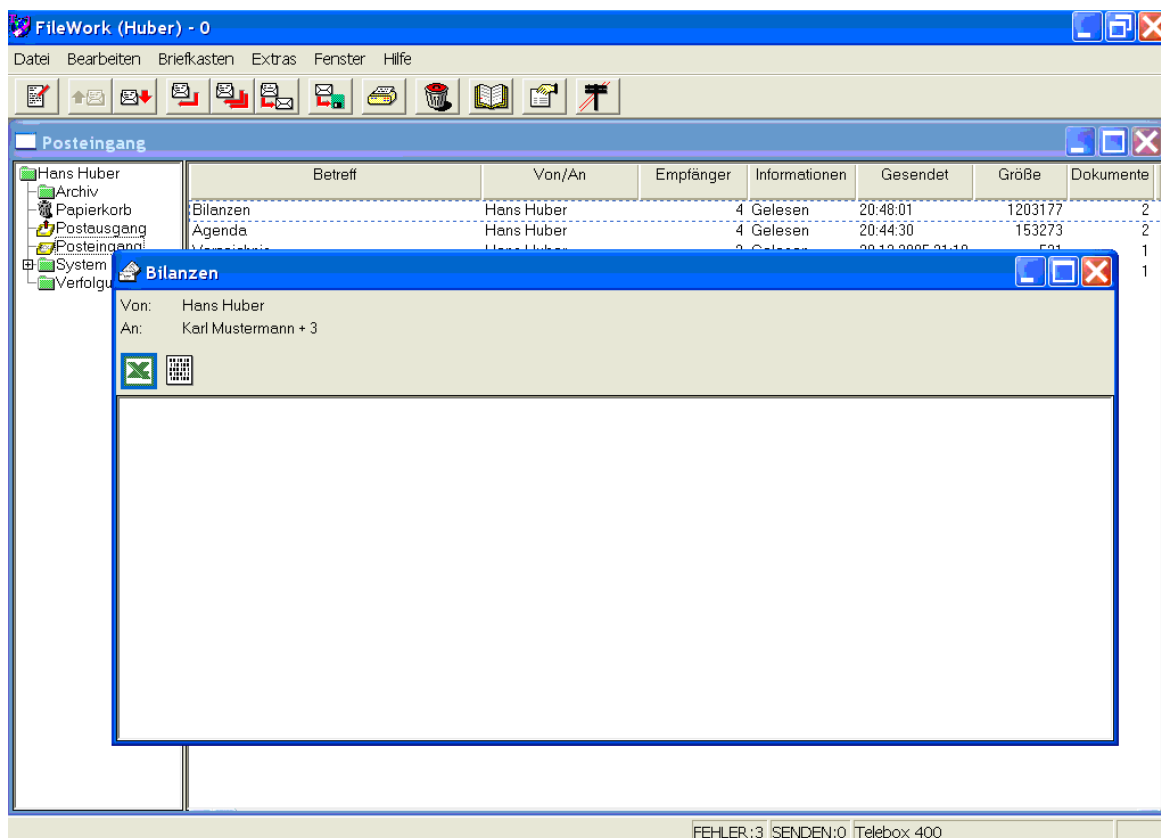 FileWork (Huber) - 0
Datei Bearbeiten Briefkasten Extras Fenster Hilfe
Posteingang
Hans Huber
Archiv
Papierkorb
Postausgang
Posteingang
System
Verfolgu
Betreff Von/An Empfänger Informationen Gesendet Größe Dokumente
Bilanzen Hans Huber 4 Gelesen 20:48:01 1203177 2
Agenda Hans Huber 4 Gelesen 20:44:30 153273 2
1
1
Bilanzen
Von: Hans Huber
An: Karl Mustermann + 3
FEHLER:3 SENDEN:0 Telebox 400